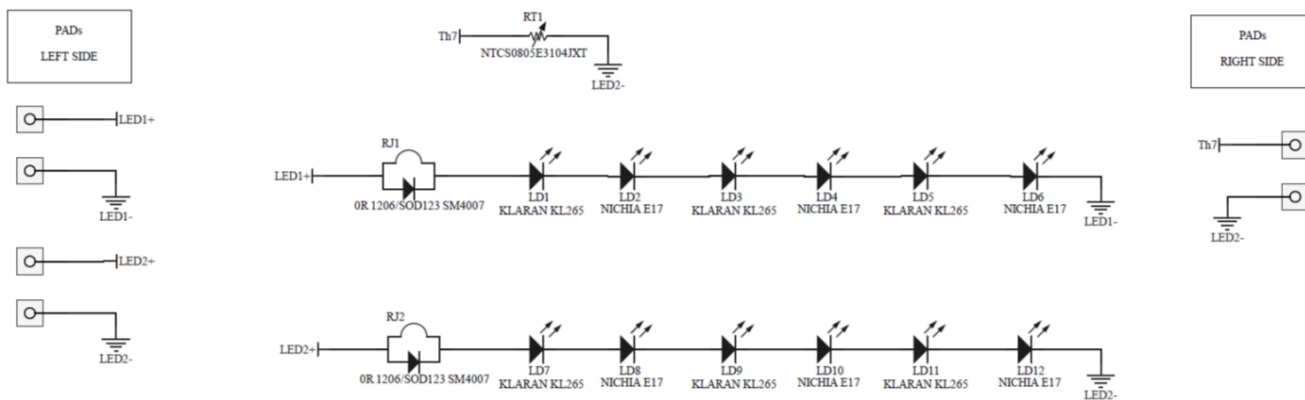 PADs
LEFT SIDE
LED1+
LED1-
LED2+
LED2-
RT1
Th7
NTCS0805E3104JXT
LED2-
RJ1
LED1+
0R 1206/SOD123 SM4007
LD1
KLARAN KL265
LD2
NICHIA E17
LD3
KLARAN KL265
LD4
NICHIA E17
LD5
KLARAN KL265
LD6
NICHIA E17
LED1-
RJ2
LED2+
0R 1206/SOD123 SM4007
LD7
KLARAN KL265
LD8
NICHIA E17
LD9
KLARAN KL265
LD10
NICHIA E17
LD11
KLARAN KL265
LD12
NICHIA E17
LED2-
PADs
RIGHT SIDE
Th7
LED2-